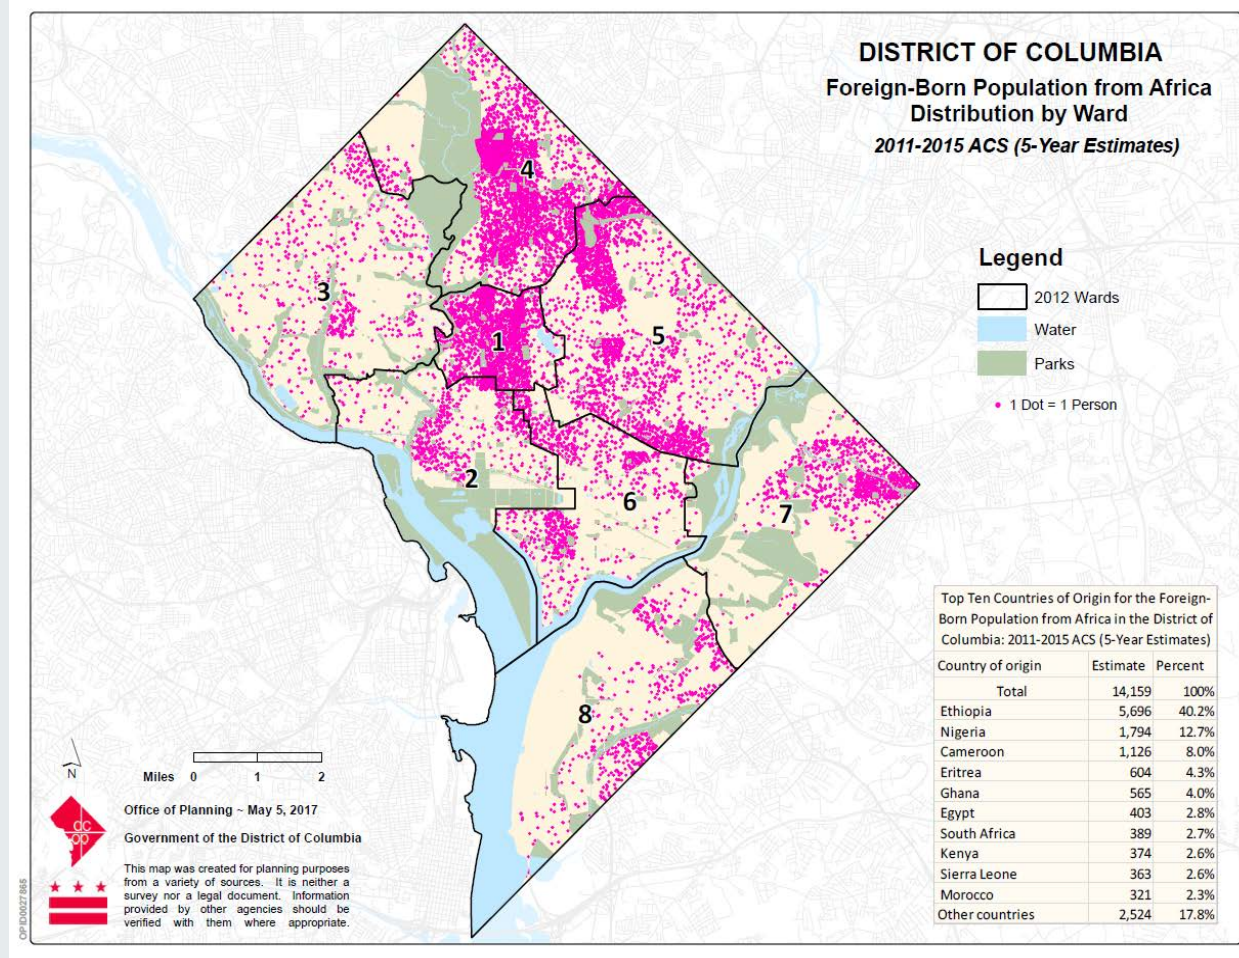 DISTRICT OF COLUMBIA
Foreign-Born Population from Africa
Distribution by Ward
2011-2015 ACS (5-Year Estimates)
4
3
1
5
2
6
7
8
Legend
2012 Wards
Water
Parks
1 Dot = 1 Person
Top Ten Countries of Origin for the Foreign-
Born Population from Africa in the District of
Columbia: 2011-2015 ACS (5-Year Estimates)
Country of origin Estimate Percent
Total 14,159 100%
Ethiopia 5,696 40.2%
Nigeria 1,794 12.7%
Cameroon 1,126 8.0%
Eritrea 604 4.3%
Ghana 565 4.0%
Egypt 403 2.8%
South Africa 389 2.7%
Kenya 374 2.6%
Sierra Leone 363 2.6%
Morocco 321 2.3%
Other countries 2,524 17.8%
N
Miles 0 1 2
dc
op
Office of Planning ~ May 5, 2017
Government of the District of Columbia
This map was created for planning purposes
from a variety of sources. It is neither a
survey nor a legal document. Information
provided by other agencies should be
verified with them where appropriate.
OPID0027865